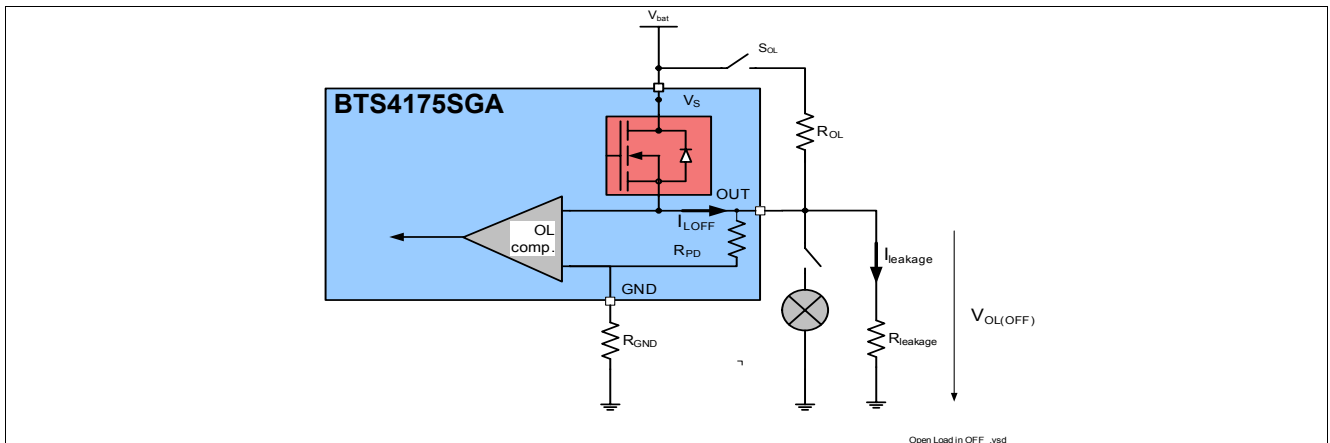 Vbat
SOL
BTS4175SGA
VS
ROL
OUT
OL
comp.
ILOFF
RPD
Ileakage
GND
VOL(OFF)
RGND
Rleakage
Open Load in OFF .vsd